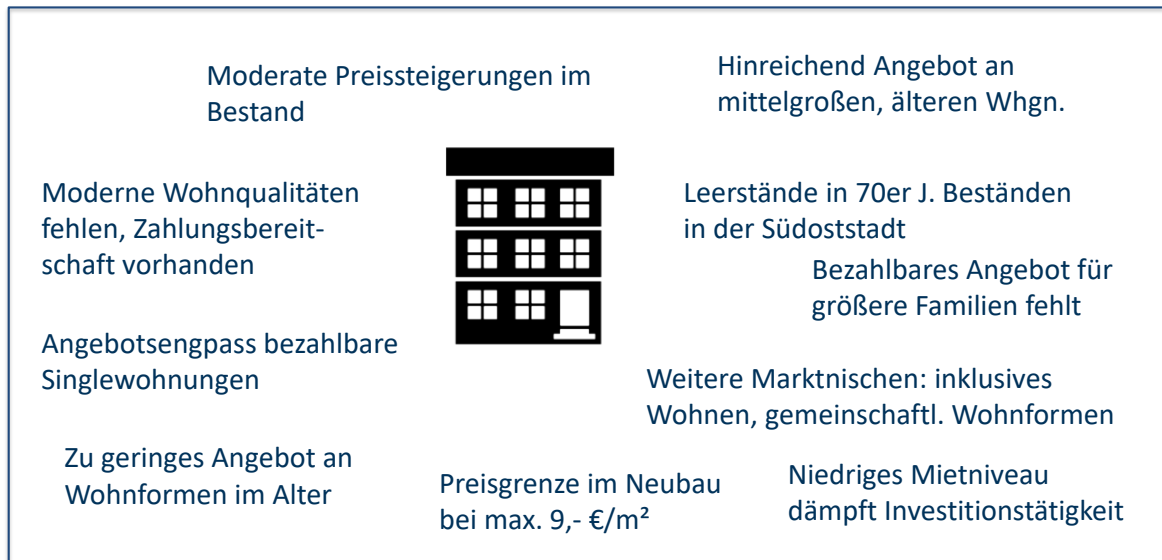 Moderate Preissteigerungen im
Bestand
Hinreichend Angebot an
mittelgroßen, älteren Whgn.
Moderne Wohnqualitäten
fehlen, Zahlungsbereit-
schaft vorhanden
Leerstände in 70er J. Beständen
in der Südoststadt
Bezahlbares Angebot für
größere Familien fehlt
Angebotsengpass bezahlbare
Singlewohnungen
Weitere Marktnischen: inklusives
Wohnen, gemeinschaftl. Wohnformen
Zu geringes Angebot an
Wohnformen im Alter
Preisgrenze im Neubau
bei max. 9,- €/m²
Niedriges Mietniveau
dämpft Investitionstätigkeit